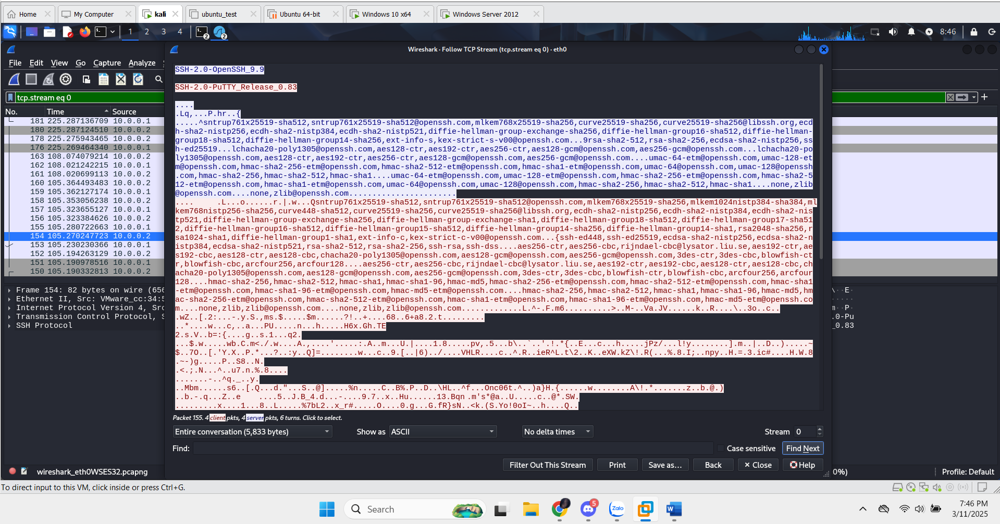 Home
My Computer
kali
ubuntu_test
Ubuntu 64-bit
Windows 10 x64
Windows Server 2012
1 2 3 4
2
2
8:46
Wireshark · Follow TCP Stream (tcp.stream eq 0) · eth0
File Edit View Go Capture Analyze
tcp.stream eq 0
No. Time Source
181 225.287136709 10.0.0.1
180 225.287124510 10.0.0.2
178 225.275943465 10.0.0.2
176 225.269464340 10.0.0.1
163 108.074079214 10.0.0.2
162 108.021242215 10.0.0.1
161 108.020699113 10.0.0.2
160 105.364493483 10.0.0.2
159 105.362127174 10.0.0.1
158 105.353056238 10.0.0.2
157 105.323655127 10.0.0.1
156 105.323384626 10.0.0.2
155 105.280722663 10.0.0.1
154 105.270247723 10.0.0.2
153 105.230230366 10.0.0.1
152 105.194263129 10.0.0.2
151 105.190978516 10.0.0.1
150 105.190332813 10.0.0.2
Frame 154: 82 bytes on wire (656
Ethernet II, Src: VMware_cc:34:5
Internet Protocol Version 4, Src
Transmission Control Protocol, S
SSH Protocol
SSH-2.0-OpenSSH_9.9
SSH-2.0-PuTTY_Release_0.83
....
.Lq,...P.hr..{
.....^sntrup761x25519-sha512,sntrup761x25519-sha512@openssh.com,mlkem768x25519-sha256,curve25519-sha256,curve25519-sha256@libssh.org,ecd
h-sha2-nistp256,ecdh-sha2-nistp384,ecdh-sha2-nistp521,diffie-hellman-group-exchange-sha256,diffie-hellman-group16-sha512,diffie-hellman-
group18-sha512,diffie-hellman-group14-sha256,ext-info-s,kex-strict-s-v00@openssh.com...9rsa-sha2-512,rsa-sha2-256,ecdsa-sha2-nistp256,ss
h-ed25519...lchacha20-poly1305@openssh.com,aes128-ctr,aes192-ctr,aes256-ctr,aes128-gcm@openssh.com,aes256-gcm@openssh.com...lchacha20-po
ly1305@openssh.com,aes128-ctr,aes192-ctr,aes256-ctr,aes128-gcm@openssh.com,aes256-gcm@openssh.com....umac-64-etm@openssh.com,umac-128-et
m@openssh.com,hmac-sha2-256-etm@openssh.com,hmac-sha2-512-etm@openssh.com,hmac-sha1-etm@openssh.com,umac-64@openssh.com,umac-128@openssh
.com,hmac-sha2-256,hmac-sha2-512,hmac-sha1....umac-64-etm@openssh.com,umac-128-etm@openssh.com,hmac-sha2-256-etm@openssh.com,hmac-sha2-5
12-etm@openssh.com,hmac-sha1-etm@openssh.com,umac-64@openssh.com,umac-128@openssh.com,hmac-sha2-256,hmac-sha2-512,hmac-sha1....none,zlib
@openssh.com....none,zlib@openssh.com.......................
.... .L...o......r.|.w...Qsntrup761x25519-sha512,sntrup761x25519-sha512@openssh.com,mlkem768x25519-sha256,mlkem1024nistp384-sha384,ml
kem768nistp256-sha256,curve448-sha512,curve25519-sha256,curve25519-sha256@libssh.org,ecdh-sha2-nistp256,ecdh-sha2-nistp384,ecdh-sha2-nis
tp521,diffie-hellman-group-exchange-sha256,diffie-hellman-group-exchange-sha1,diffie-hellman-group18-sha512,diffie-hellman-group17-sha51
2,diffie-hellman-group16-sha512,diffie-hellman-group15-sha512,diffie-hellman-group14-sha256,diffie-hellman-group14-sha1,rsa2048-sha256,r
sa1024-sha1,diffie-hellman-group1-sha1,ext-info-c,kex-strict-c-v00@openssh.com...{ssh-ed448,ssh-ed25519,ecdsa-sha2-nistp256,ecdsa-sha2-n
istp384,ecdsa-sha2-nistp521,rsa-sha2-512,rsa-sha2-256,ssh-rsa,ssh-dss....aes256-ctr,aes256-cbc,rijndael-cbc@lysator.liu.se,aes192-ctr,ae
s192-cbc,aes128-ctr,aes128-cbc,chacha20-poly1305@openssh.com,aes128-gcm@openssh.com,aes256-gcm@openssh.com,3des-ctr,3des-cbc,blowfish-ct
r,blowfish-cbc,arcfour256,arcfour128....aes256-ctr,aes256-cbc,rijndael-cbc@lysator.liu.se,aes192-ctr,aes192-cbc,aes128-ctr,aes128-cbc,ch
acha20-poly1305@openssh.com,aes128-gcm@openssh.com,aes256-gcm@openssh.com,3des-ctr,3des-cbc,blowfish-ctr,blowfish-cbc,arcfour256,arcfour
128....hmac-sha2-256,hmac-sha2-512,hmac-sha1,hmac-sha1-96,hmac-md5,hmac-sha2-256-etm@openssh.com,hmac-sha2-512-etm@openssh.com,hmac-sha1
-etm@openssh.com,hmac-sha1-96-etm@openssh.com,hmac-md5-etm@openssh.com....hmac-sha2-256,hmac-sha2-512,hmac-sha1,hmac-sha1-96,hmac-md5,hm
ac-sha2-256-etm@openssh.com,hmac-sha2-512-etm@openssh.com,hmac-sha1-etm@openssh.com,hmac-sha1-96-etm@openssh.com,hmac-md5-etm@openssh.co
m....none,zlib,zlib@openssh.com....none,zlib,zlib@openssh.com.............L.^-.F.m6..........>..M-..Va.JV......k..R....\..3o..c..
.wZ..[.2:...-.y.S.,ms.$.....$m......?!..+....68..6+a8.2.t.........
..*....w...c,..a...PU.....n...h.....H6x.Gh.TE
2.s.V..b=:{....g..s.1...q2.
...$.w.....wb.C.m<./.w....A.,....'.....:.A..m...U.|....1.8.....pv,.5...b\..`..'.!.*{..E...c...h.....jPz/...l!y........].m..|..D..).....~
$..7O..[.'Y.X..P.*...?..:y..Q]=........w...c..9.[..|6)../....VHLR....c..^.R..ieR^L.t\2..K..eXW.kZ\!.R(...%.8.I;..npy..H.=.3.ic#....H.W.8
.~-)g.....P..S8..N.
.<.;.N...^..u7.n.%.8....
.......-..^q._..y.
..Mbm......s6..[.Q...d."...S..@].....%n.....C..B%.P..D..\HL..^f...Onc06t.^..)a}H.{......w........A\!.*.......z..b.@.)
..b.-.q...Z..e ....5..J.B_4.d...-....9.7..x..Hu......13.Bqn.m's*@a..U.....c..@*.SW.
.........x....1...8..L.....%7bL2..x_r#.....O....0.g...G.fR}sN..<k.(S.Yo!0oI~..h....Q..
\ · · E ·
m · · P ·
.0-Pu
_0.83
Packet 155. 4 client pkts, 4 server pkts, 6 turns. Click to select.
Entire conversation (5,833 bytes)
Show as ASCII
No delta times
Stream 0
Find:
Case sensitive
Find Next
Filter Out This Stream
Print
Save as…
Back
Close
Help
wireshark_eth0WSES32.pcapng
0%)
Profile: Default
To direct input to this VM, click inside or press Ctrl+G.
Search
5
Zalo
7:46 PM
3/11/2025